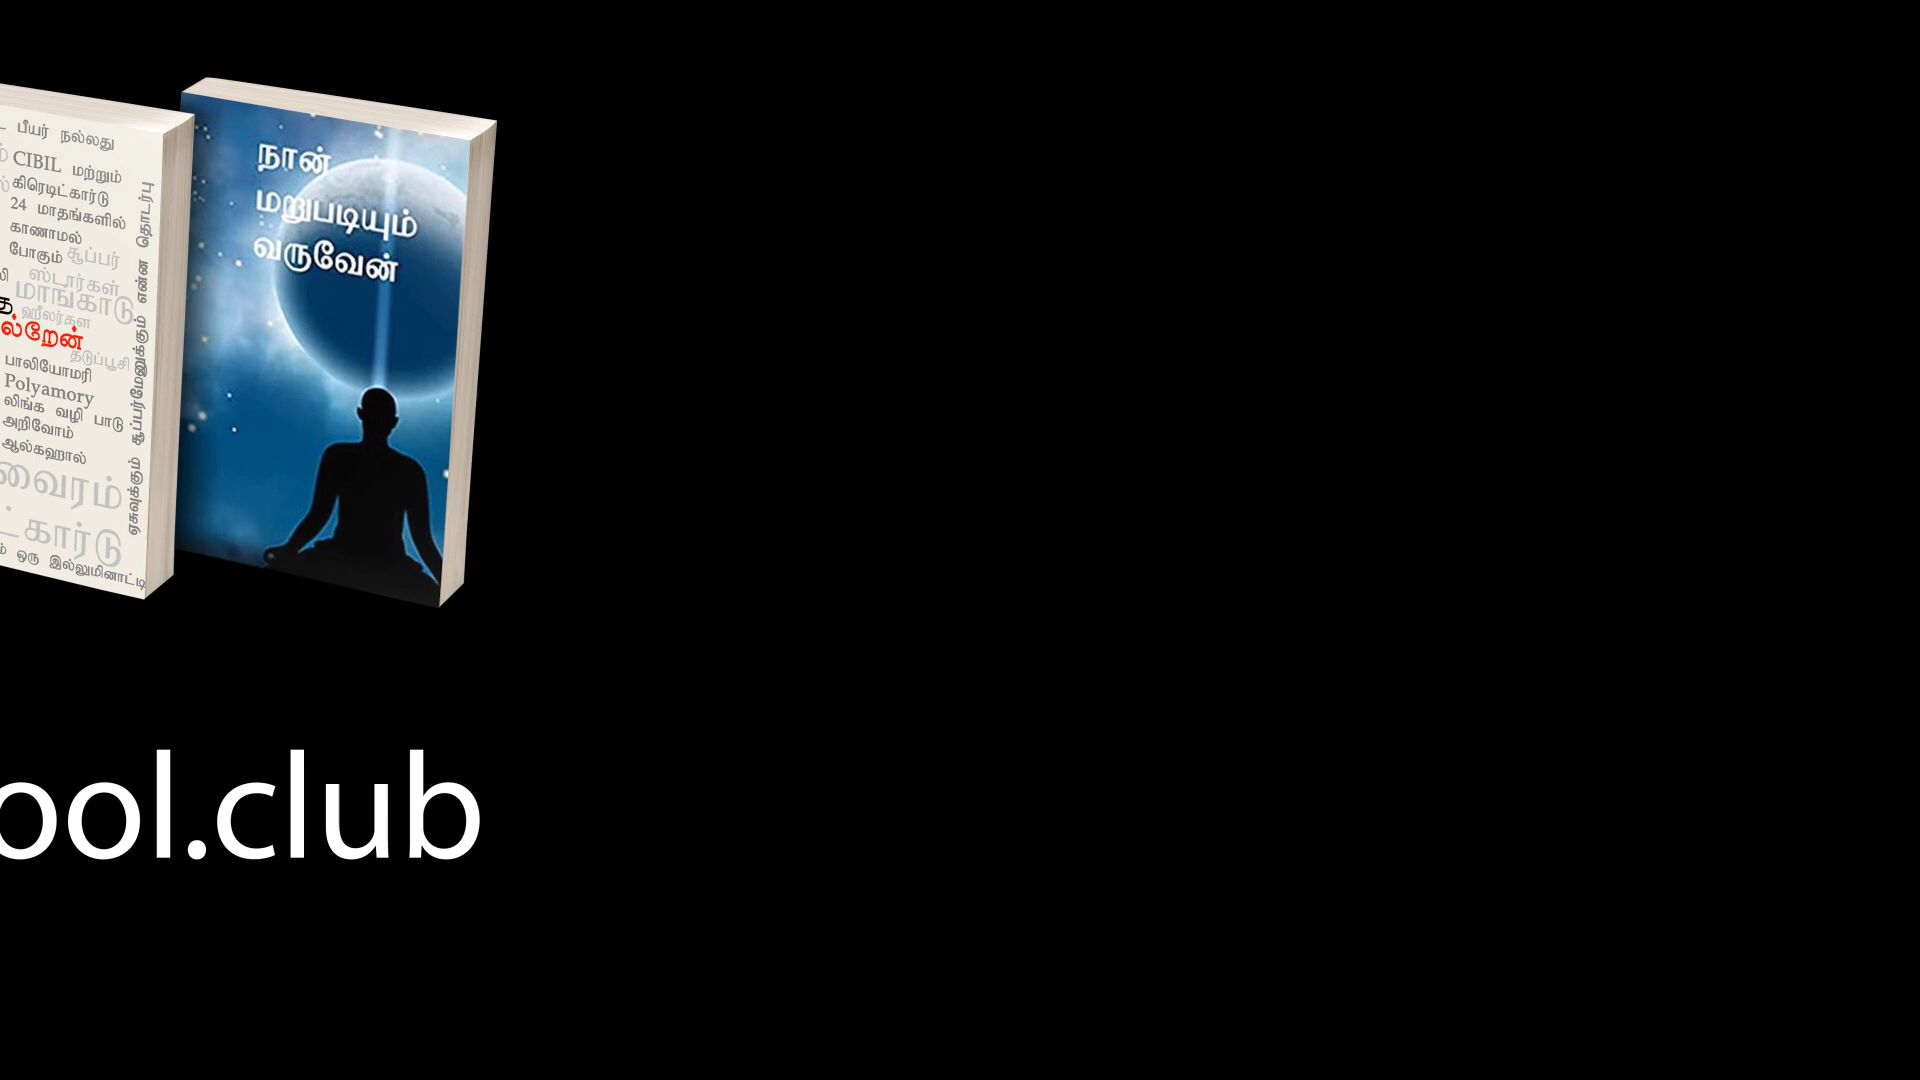 பீயர் நல்லது
CIBIL மற்றும்
கிரெடிட்கார்டு
24 மாதங்களில்
காணாமல்
போகும் சூப்பர்
ஸ்டார்கள்
மாங்காடு
ஹீலர்கள
ல்றேன்
தடுப்பூசி
பாலியோமரி
Polyamory
லிங்க வழி பாடு
அறிவோம்
ஆல்கஹால்
வைரம்
ட்கார்டு
ஒரு இல்லுமினாட்டி
ஏசுவுக்கும் சூப்பர்மேனுக்கும் என்ன தொடர்பு
நான்
மறுபடியும்
வருவேன்
ool.club